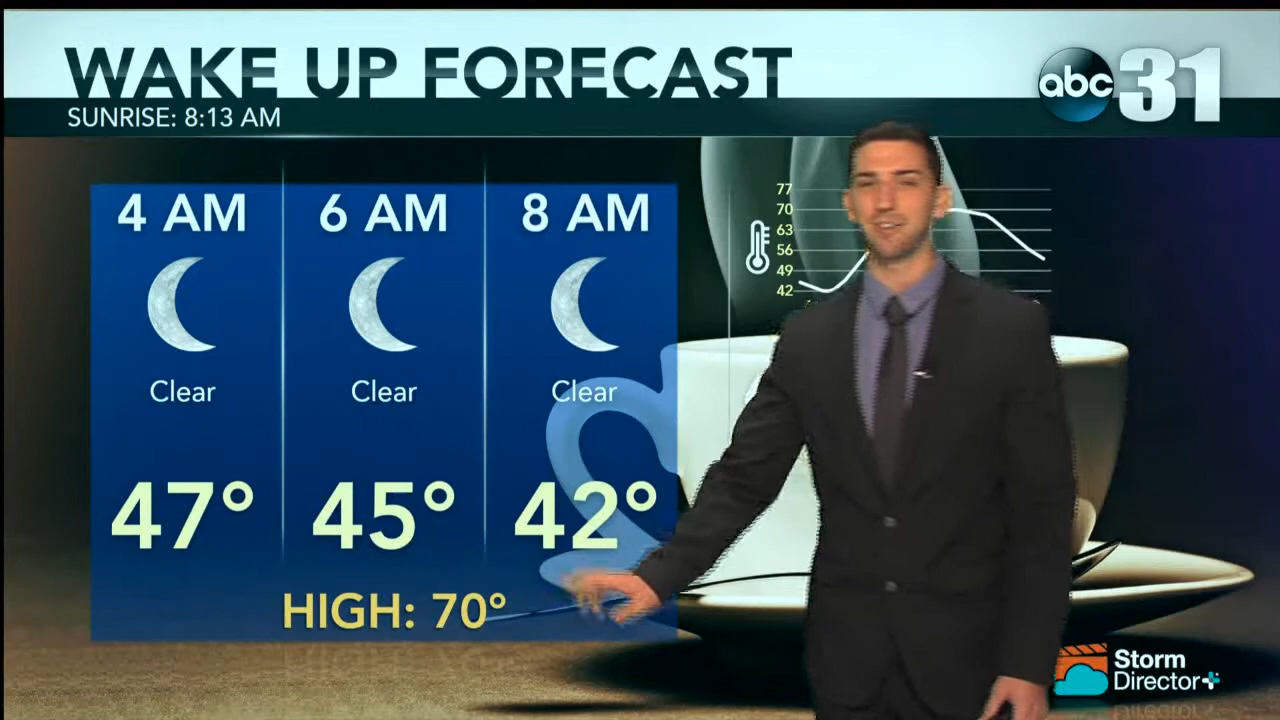 WAKE UP FORECAST
SUNRISE: 8:13 AM
abc 31
4 AM
6 AM
8 AM
Clear
Clear
Clear
47°
45°
42°
HIGH: 70°
77
70
63
56
49
42
Storm
Director+